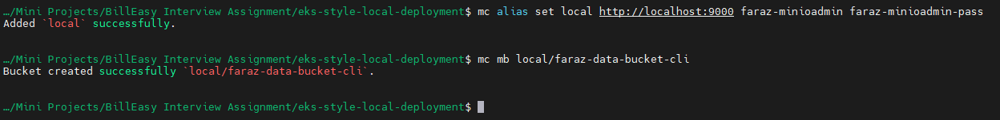 …/Mini Projects/BillEasy Interview Assignment/eks-style-local-deployment$ mc alias set local http://localhost:9000 faraz-minioadmin faraz-minioadmin-pass
Added `local` successfully.
…/Mini Projects/BillEasy Interview Assignment/eks-style-local-deployment$ mc mb local/faraz-data-bucket-cli
Bucket created successfully `local/faraz-data-bucket-cli`.
…/Mini Projects/BillEasy Interview Assignment/eks-style-local-deployment$